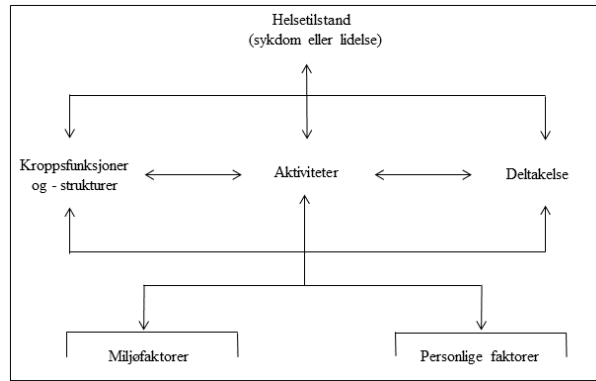 Helsetilstand
(sykdom eller lidelse)
Kroppsfunksjoner
og - strukturer
Aktiviteter
Deltakelse
Miljøfaktorer
Personlige faktorer